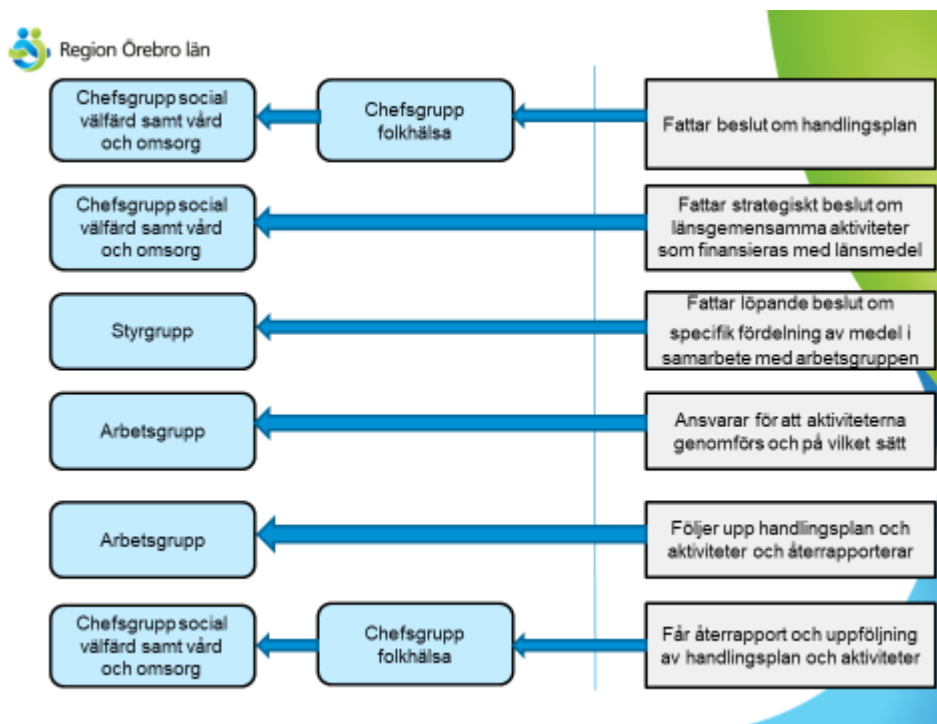 Region Örebro län
Chefsgrupp social
välfärd samt vård
och omsorg
Chefsgrupp
folkhälsa
Fattar beslut om handlingsplan
Chefsgrupp social
välfärd samt vård
och omsorg
Fattar strategiskt beslut om
länsgemensamma aktiviteter
som finansieras med länsmedel
Styrgrupp
Fattar löpande beslut om
specifik fördelning av medel i
samarbete med arbetsgruppen
Arbetsgrupp
Ansvarar för att aktiviteterna
genomförs och på vilket sätt
Arbetsgrupp
Följer upp handlingsplan och
aktiviteter och återrapporterar
Chefsgrupp social
välfärd samt vård
och omsorg
Chefsgrupp
folkhälsa
Får återrapport och uppföljning
av handlingsplan och aktiviteter